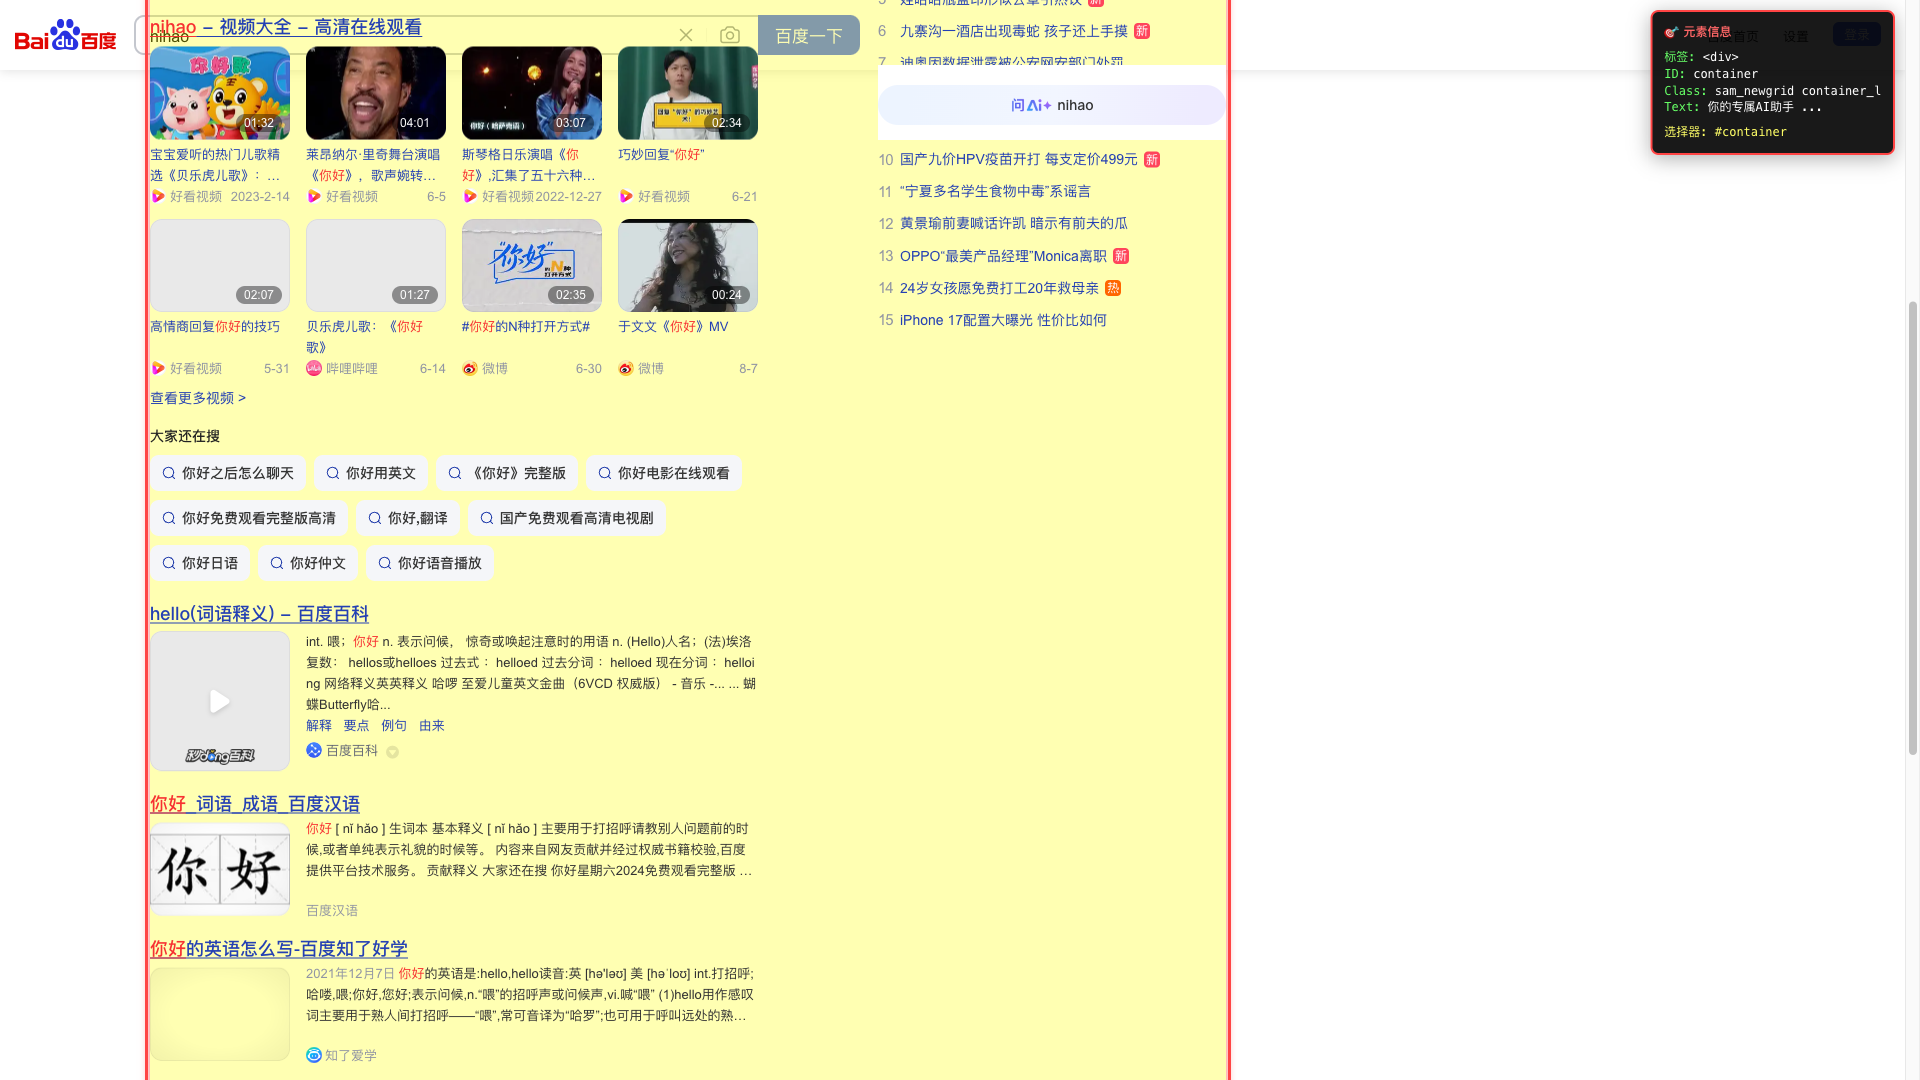 Bai du 百度
nihao
百度一下
nihao - 视频大全 - 高清在线观看
01:32
04:01
03:07
02:34
宝宝爱听的热门儿歌精
选《贝乐虎儿歌》：...
好看视频 2023-2-14
莱昂纳尔·里奇舞台演唱
《你好》，歌声婉转...
好看视频 6-5
斯琴格日乐演唱《你
好》,汇集了五十六种...
好看视频 2022-12-27
巧妙回复“你好”
好看视频 6-21
02:07
01:27
02:35
00:24
高情商回复你好的技巧
好看视频 5-31
贝乐虎儿歌：《你好
歌》
哔哩哔哩 6-14
#你好的N种打开方式#
微博 6-30
于文文《你好》MV
微博 8-7
查看更多视频 >
大家还在搜
你好之后怎么聊天
你好用英文
《你好》完整版
你好电影在线观看
你好免费观看完整版高清
你好,翻译
国产免费观看高清电视剧
你好日语
你好仲文
你好语音播放
hello(词语释义) - 百度百科
int. 喂；你好 n. 表示问候， 惊奇或唤起注意时的用语 n. (Hello)人名；(法)埃洛
复数： hellos或helloes 过去式 ：helloed 过去分词 ：helloed 现在分词 ：helloi
ng 网络释义英英释义 哈啰 至爱儿童英文金曲（6VCD 权威版） - 音乐 -... ... 蝴
蝶Butterfly哈...
解释 要点 例句 由来
百度百科
秒dǒng百科
你好_词语_成语_百度汉语
你好
你好 [ nǐ hǎo ] 生词本 基本释义 [ nǐ hǎo ] 主要用于打招呼请教别人问题前的时
候,或者单纯表示礼貌的时候等。 内容来自网友贡献并经过权威书籍校验,百度
提供平台技术服务。 贡献释义 大家还在搜 你好星期六2024免费观看完整版 ...
百度汉语
你好的英语怎么写-百度知了好学
2021年12月7日 你好的英语是:hello,hello读音:英 [hə'ləʊ] 美 [həˈloʊ] int.打招呼;
哈喽,喂;你好,您好;表示问候,n.“喂”的招呼声或问候声,vi.喊“喂” (1)hello用作感叹
词主要用于熟人间打招呼——“喂”,常可音译为“哈罗”;也可用于呼叫远处的熟...
知了爱学
6 九寨沟一酒店出现毒蛇 孩子还上手摸 新
7 迪奥因数据泄露被公安网安部门处罚
问Ai+ nihao
10 国产九价HPV疫苗开打 每支定价499元 新
11 “宁夏多名学生食物中毒”系谣言
12 黄景瑜前妻喊话许凯 暗示有前夫的瓜
13 OPPO“最美产品经理”Monica离职 新
14 24岁女孩愿免费打工20年救母亲 热
15 iPhone 17配置大曝光 性价比如何
元素信息
标签: <div>
ID: container
Class: sam_newgrid container_l
Text: 你的专属AI助手 ...
选择器: #container
首页
设置
登录